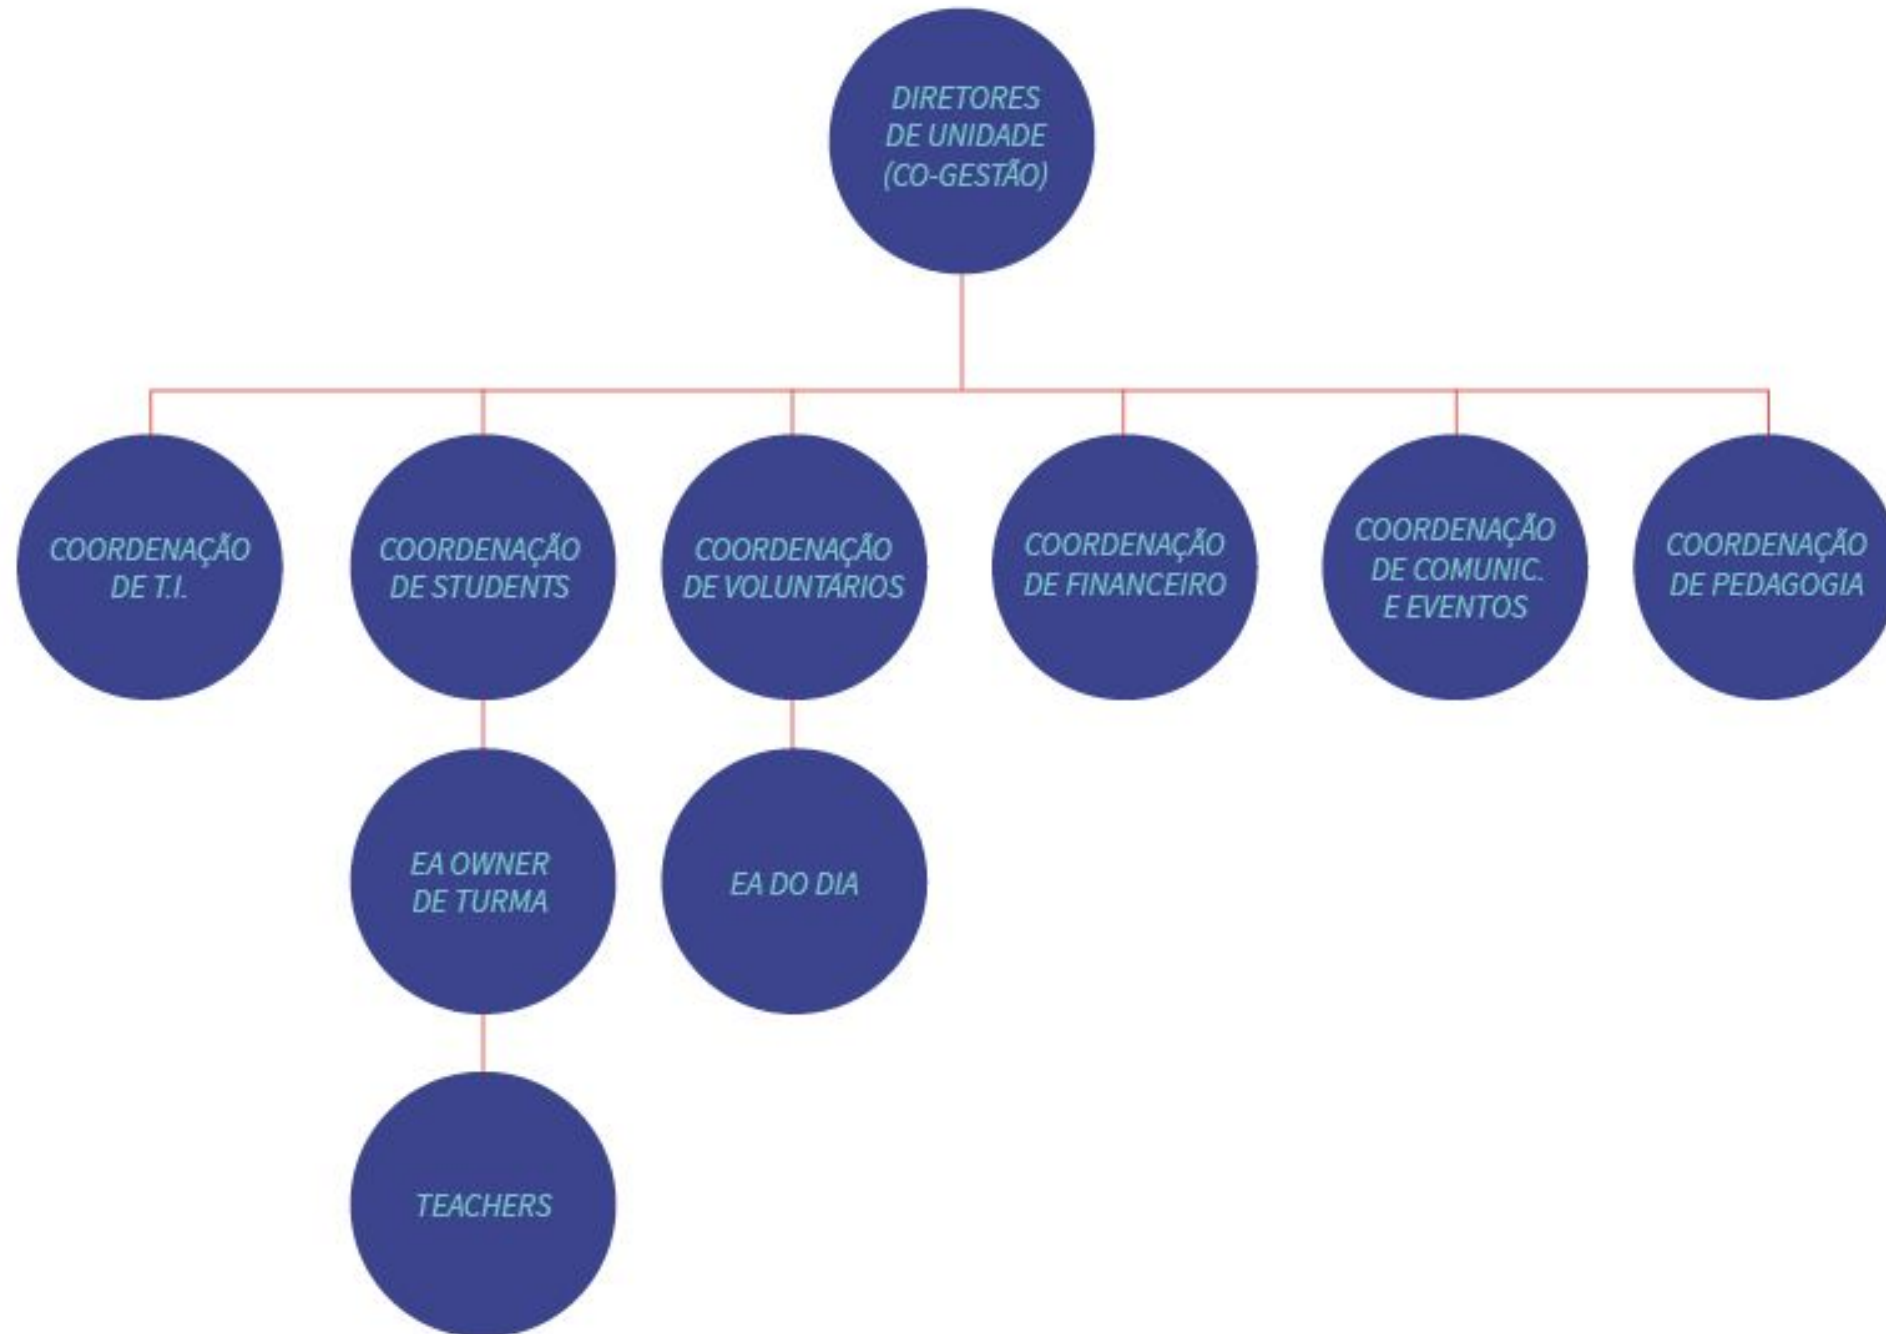 DIRETORES
DE UNIDADE
(CO-GESTÃO)
COORDENAÇÃO
DE T.I.
COORDENAÇÃO
DE STUDENTS
COORDENAÇÃO
DE VOLUNTÁRIOS
COORDENAÇÃO
DE FINANCEIRO
COORDENAÇÃO
DE COMUNIC.
E EVENTOS
COORDENAÇÃO
DE PEDAGOGIA
EA OWNER
DE TURMA
EA DO DIA
TEACHERS